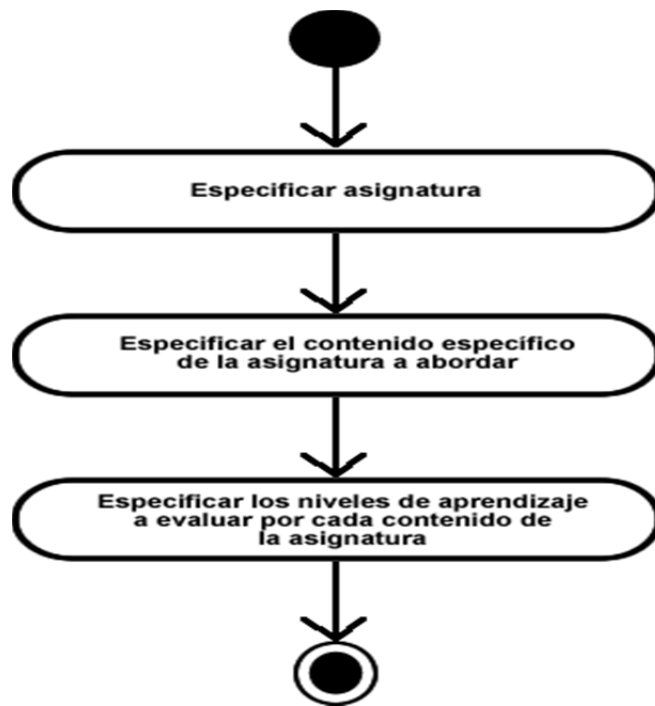 Especificar asignatura
Especificar el contenido específico
de la asignatura a abordar
Especificar los niveles de aprendizaje
a evaluar por cada contenido de
la asignatura